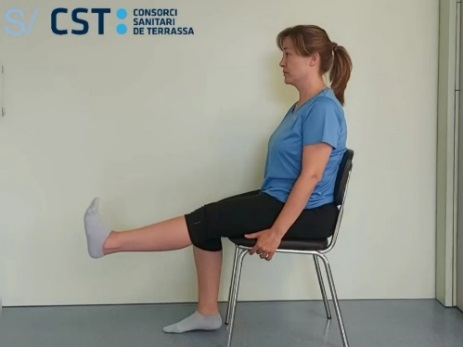 S/ CST: CONSORCI
SANITARI
DE TERRASSA